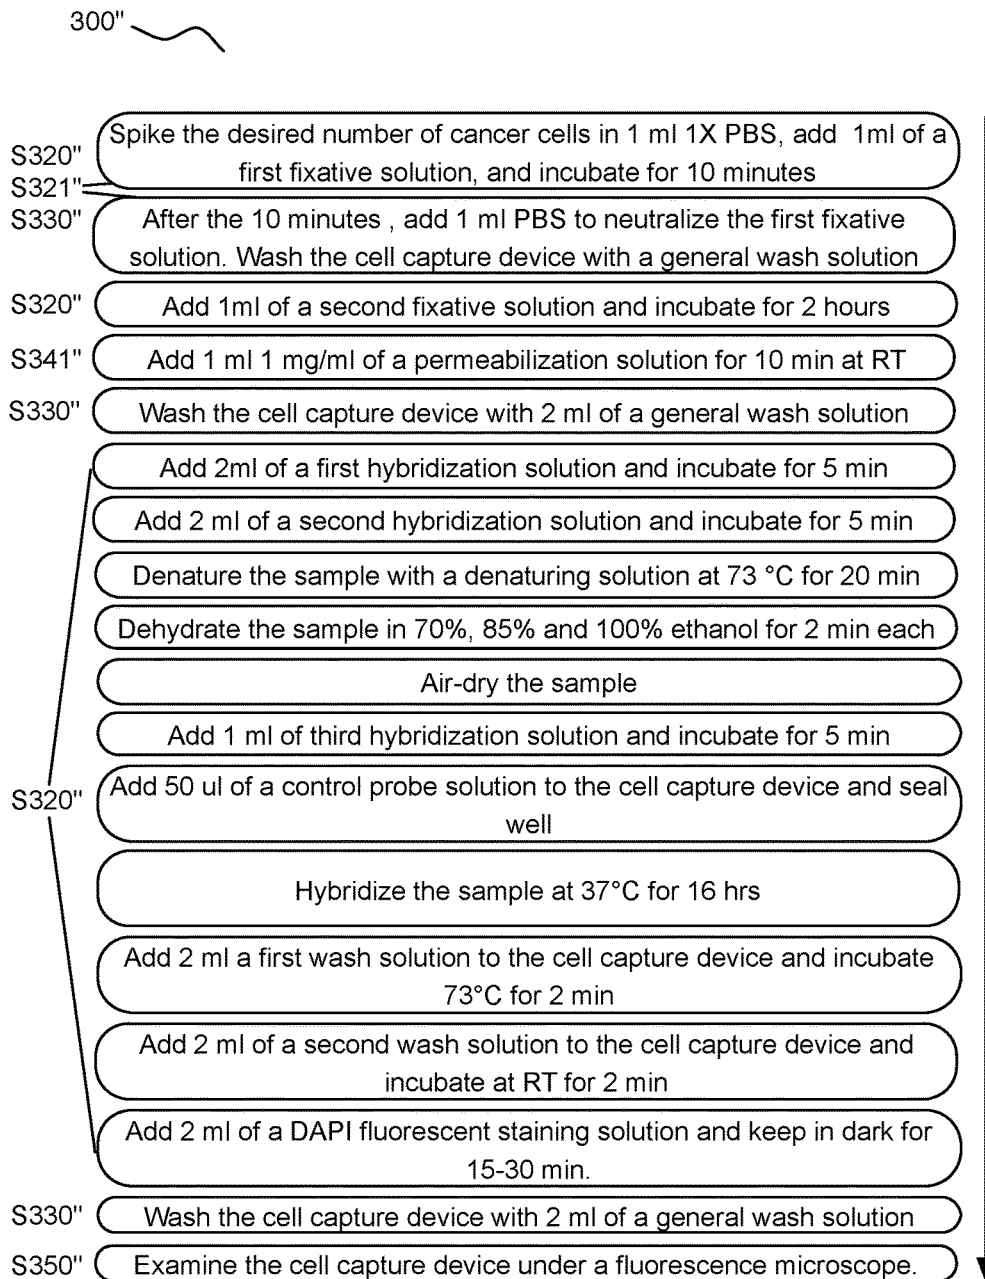 300"
S320"
Spike the desired number of cancer cells in 1 ml 1X PBS, add 1ml of a
first fixative solution, and incubate for 10 minutes
S321"
S330"
After the 10 minutes , add 1 ml PBS to neutralize the first fixative
solution. Wash the cell capture device with a general wash solution
S320" Add 1ml of a second fixative solution and incubate for 2 hours
S341" Add 1 ml 1 mg/ml of a permeabilization solution for 10 min at RT
S330" Wash the cell capture device with 2 ml of a general wash solution
Add 2ml of a first hybridization solution and incubate for 5 min
Add 2 ml of a second hybridization solution and incubate for 5 min
Denature the sample with a denaturing solution at 73 °C for 20 min
Dehydrate the sample in 70%, 85% and 100% ethanol for 2 min each
Air-dry the sample
Add 1 ml of third hybridization solution and incubate for 5 min
S320"
Add 50 ul of a control probe solution to the cell capture device and seal
well
Hybridize the sample at 37°C for 16 hrs
Add 2 ml a first wash solution to the cell capture device and incubate
73°C for 2 min
Add 2 ml of a second wash solution to the cell capture device and
incubate at RT for 2 min
Add 2 ml of a DAPI fluorescent staining solution and keep in dark for
15-30 min.
S330" Wash the cell capture device with 2 ml of a general wash solution
S350" Examine the cell capture device under a fluorescence microscope.